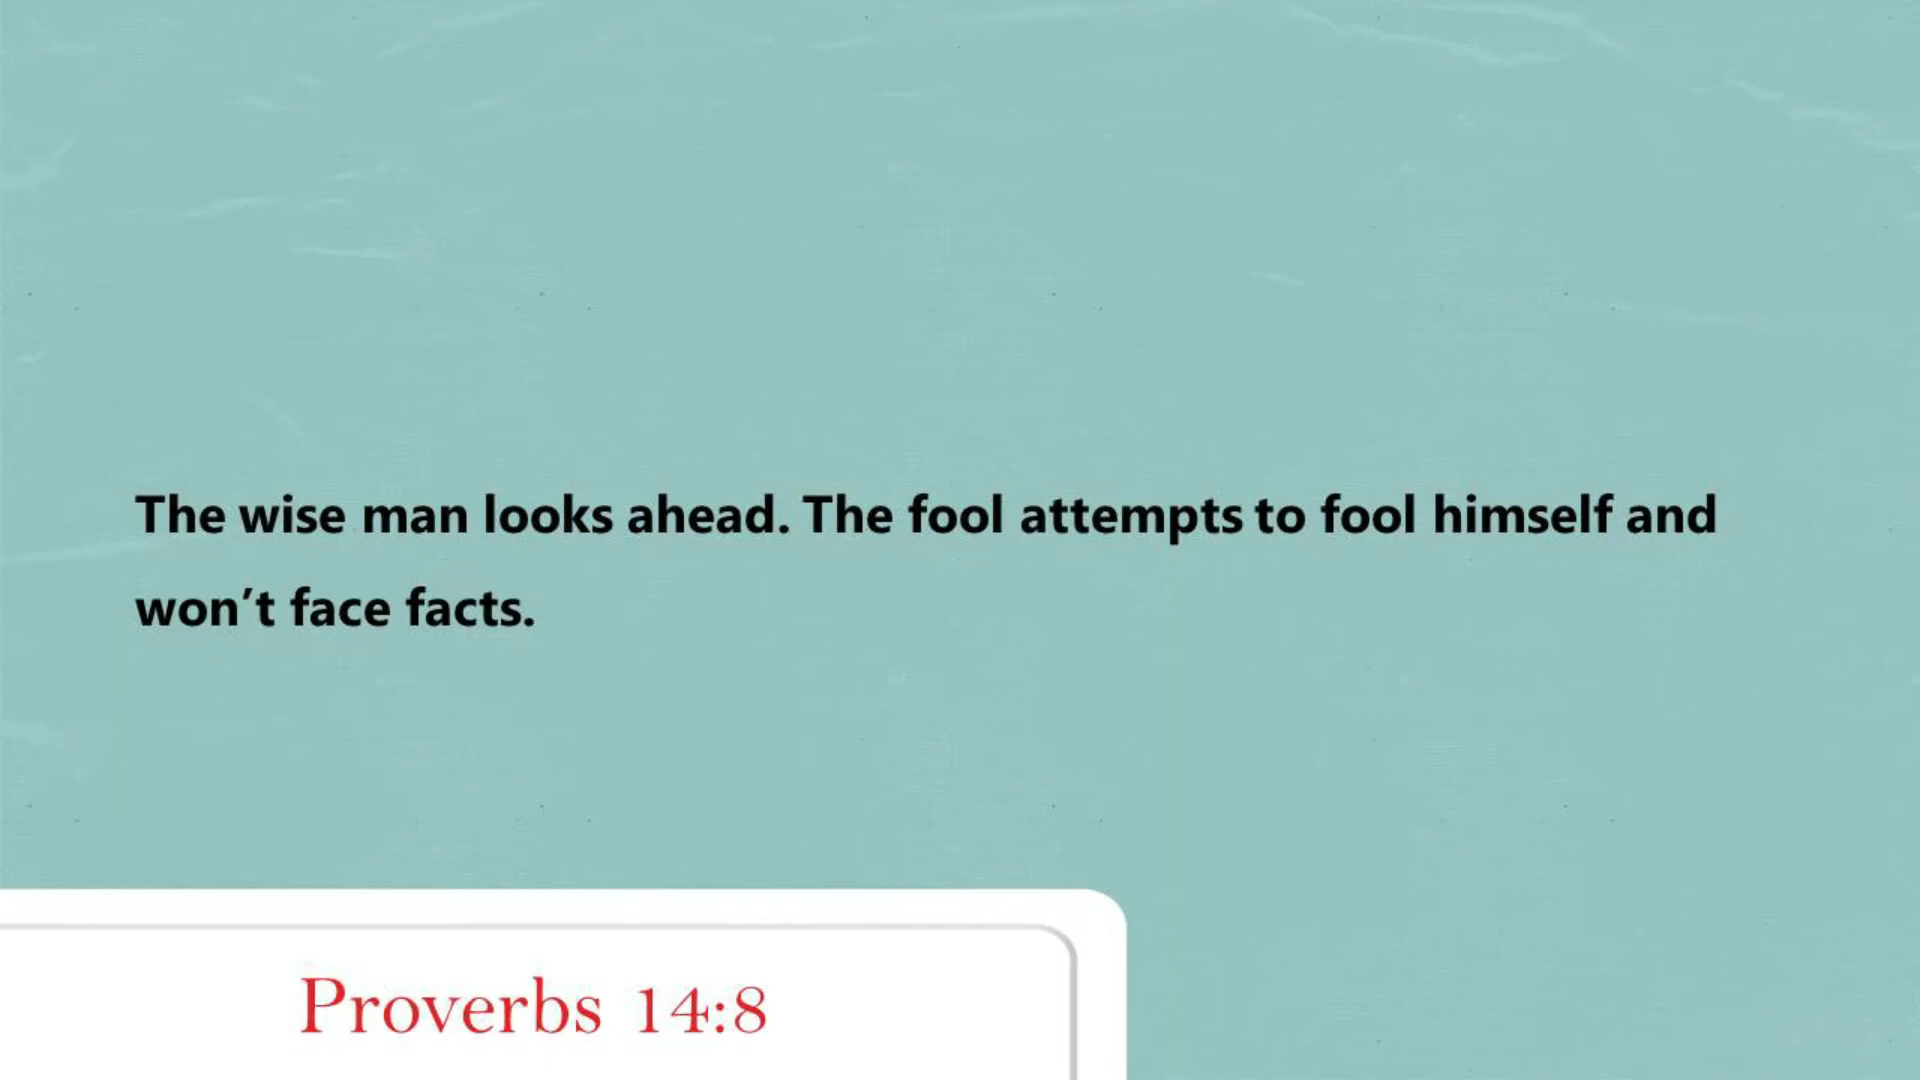 The wise man looks ahead. The fool attempts to fool himself and
won’t face facts.
Proverbs 14:8